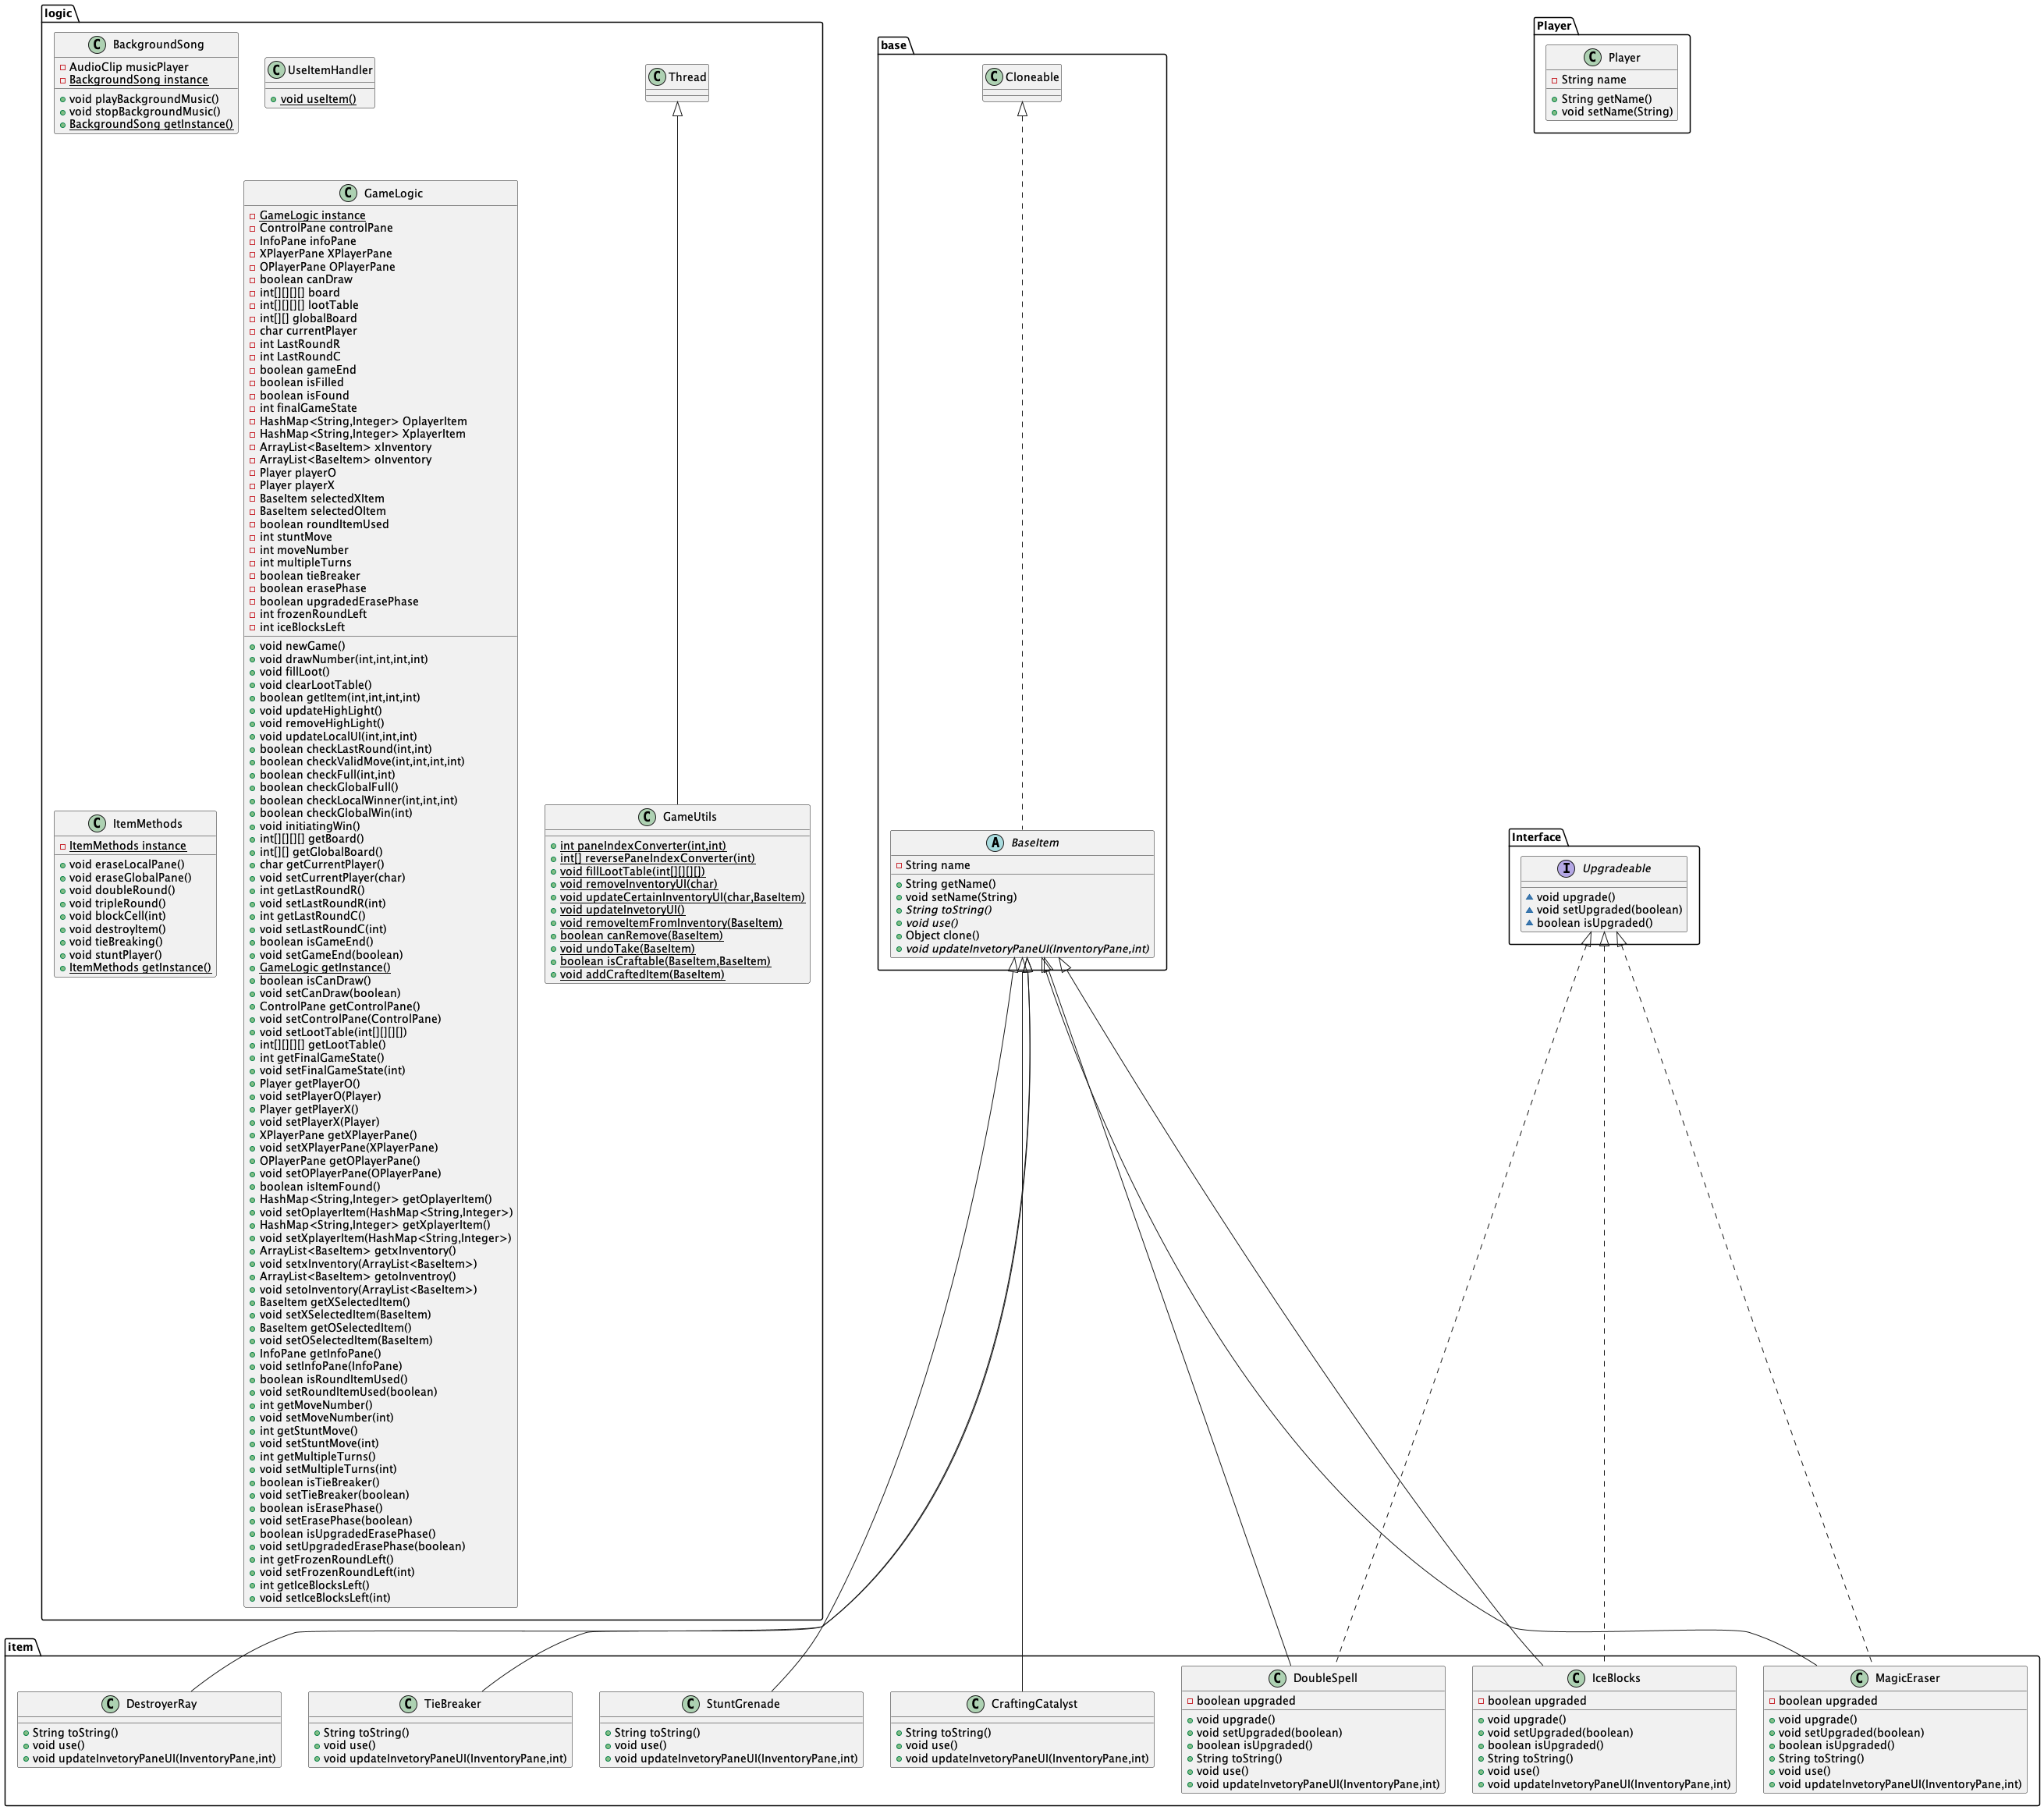 logic
BackgroundSong
AudioClip musicPlayer
BackgroundSong instance
void playBackgroundMusic()
void stopBackgroundMusic()
BackgroundSong getInstance()
UseItemHandler
void useItem()
Thread
GameLogic
GameLogic instance
ControlPane controlPane
InfoPane infoPane
XPlayerPane XPlayerPane
OPlayerPane OPlayerPane
boolean canDraw
int[][][][] board
int[][][][] lootTable
int[][] globalBoard
char currentPlayer
int LastRoundR
int LastRoundC
boolean gameEnd
boolean isFilled
boolean isFound
int finalGameState
HashMap<String,Integer> OplayerItem
HashMap<String,Integer> XplayerItem
ArrayList<BaseItem> xInventory
ArrayList<BaseItem> oInventory
Player playerO
Player playerX
BaseItem selectedXItem
BaseItem selectedOItem
boolean roundItemUsed
int stuntMove
int moveNumber
int multipleTurns
boolean tieBreaker
boolean erasePhase
boolean upgradedErasePhase
int frozenRoundLeft
int iceBlocksLeft
void newGame()
void drawNumber(int,int,int,int)
void fillLoot()
void clearLootTable()
boolean getItem(int,int,int,int)
void updateHighLight()
void removeHighLight()
void updateLocalUI(int,int,int)
boolean checkLastRound(int,int)
boolean checkValidMove(int,int,int,int)
boolean checkFull(int,int)
boolean checkGlobalFull()
boolean checkLocalWinner(int,int,int)
boolean checkGlobalWin(int)
void initiatingWin()
int[][][][] getBoard()
int[][] getGlobalBoard()
char getCurrentPlayer()
void setCurrentPlayer(char)
int getLastRoundR()
void setLastRoundR(int)
int getLastRoundC()
void setLastRoundC(int)
boolean isGameEnd()
void setGameEnd(boolean)
GameLogic getInstance()
boolean isCanDraw()
void setCanDraw(boolean)
ControlPane getControlPane()
void setControlPane(ControlPane)
void setLootTable(int[][][][])
int[][][][] getLootTable()
int getFinalGameState()
void setFinalGameState(int)
Player getPlayerO()
void setPlayerO(Player)
Player getPlayerX()
void setPlayerX(Player)
XPlayerPane getXPlayerPane()
void setXPlayerPane(XPlayerPane)
OPlayerPane getOPlayerPane()
void setOPlayerPane(OPlayerPane)
boolean isItemFound()
HashMap<String,Integer> getOplayerItem()
void setOplayerItem(HashMap<String,Integer>)
HashMap<String,Integer> getXplayerItem()
void setXplayerItem(HashMap<String,Integer>)
ArrayList<BaseItem> getxInventory()
void setxInventory(ArrayList<BaseItem>)
ArrayList<BaseItem> getoInventroy()
void setoInventory(ArrayList<BaseItem>)
BaseItem getXSelectedItem()
void setXSelectedItem(BaseItem)
BaseItem getOSelectedItem()
void setOSelectedItem(BaseItem)
InfoPane getInfoPane()
void setInfoPane(InfoPane)
boolean isRoundItemUsed()
void setRoundItemUsed(boolean)
int getMoveNumber()
void setMoveNumber(int)
int getStuntMove()
void setStuntMove(int)
int getMultipleTurns()
void setMultipleTurns(int)
boolean isTieBreaker()
void setTieBreaker(boolean)
boolean isErasePhase()
void setErasePhase(boolean)
boolean isUpgradedErasePhase()
void setUpgradedErasePhase(boolean)
int getFrozenRoundLeft()
void setFrozenRoundLeft(int)
int getIceBlocksLeft()
void setIceBlocksLeft(int)
ItemMethods
ItemMethods instance
void eraseLocalPane()
void eraseGlobalPane()
void doubleRound()
void tripleRound()
void blockCell(int)
void destroyItem()
void tieBreaking()
void stuntPlayer()
ItemMethods getInstance()
GameUtils
int paneIndexConverter(int,int)
int[] reversePaneIndexConverter(int)
void fillLootTable(int[][][][])
void removeInventoryUI(char)
void updateCertainInventoryUI(char,BaseItem)
void updateInvetoryUI()
void removeItemFromInventory(BaseItem)
boolean canRemove(BaseItem)
void undoTake(BaseItem)
boolean isCraftable(BaseItem,BaseItem)
void addCraftedItem(BaseItem)
base
Cloneable
BaseItem
String name
String getName()
void setName(String)
String toString()
void use()
Object clone()
void updateInvetoryPaneUI(InventoryPane,int)
Player
Player
String name
String getName()
void setName(String)
Interface
Upgradeable
void upgrade()
void setUpgraded(boolean)
boolean isUpgraded()
item
DestroyerRay
String toString()
void use()
void updateInvetoryPaneUI(InventoryPane,int)
TieBreaker
String toString()
void use()
void updateInvetoryPaneUI(InventoryPane,int)
StuntGrenade
String toString()
void use()
void updateInvetoryPaneUI(InventoryPane,int)
CraftingCatalyst
String toString()
void use()
void updateInvetoryPaneUI(InventoryPane,int)
DoubleSpell
boolean upgraded
void upgrade()
void setUpgraded(boolean)
boolean isUpgraded()
String toString()
void use()
void updateInvetoryPaneUI(InventoryPane,int)
IceBlocks
boolean upgraded
void upgrade()
void setUpgraded(boolean)
boolean isUpgraded()
String toString()
void use()
void updateInvetoryPaneUI(InventoryPane,int)
MagicEraser
boolean upgraded
void upgrade()
void setUpgraded(boolean)
boolean isUpgraded()
String toString()
void use()
void updateInvetoryPaneUI(InventoryPane,int)